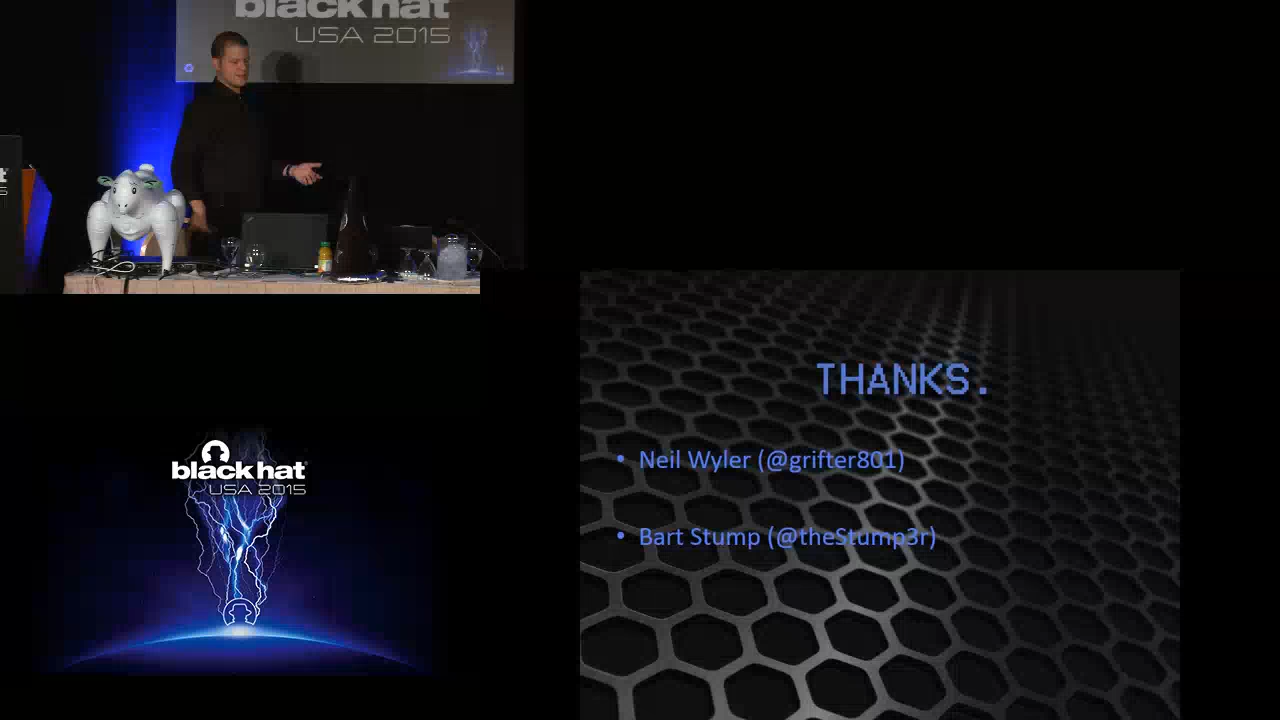 black hat
USA 2015
black hat
USA 2015
THANKS.
• Neil Wyler (@grifter801)
• Bart Stump (@theStump3r)